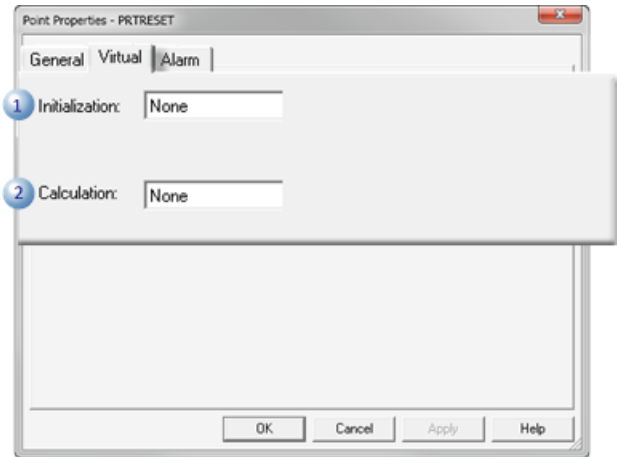 Point Properties - PRTRESET
General Virtual Alarm
1 Initialization: None
2 Calculation: None
OK Cancel Apply Help